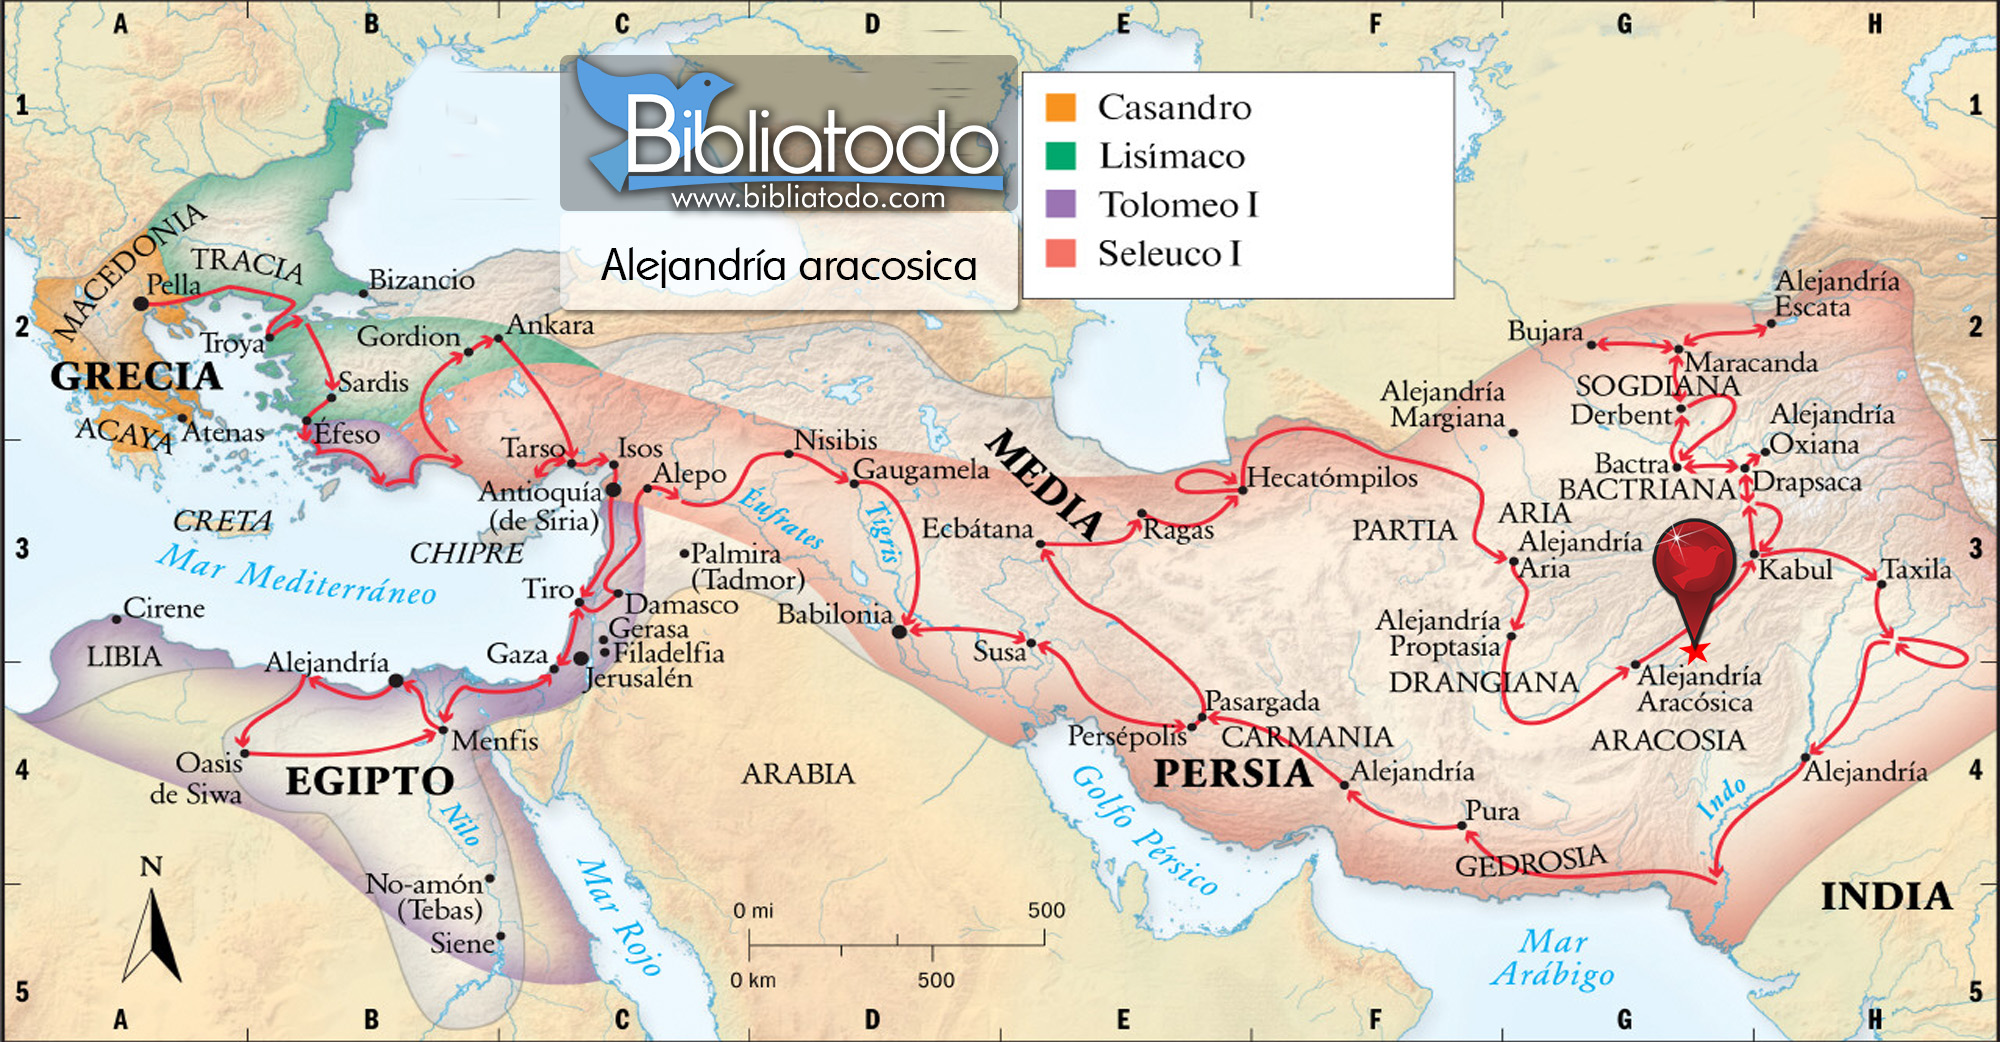 A B C D E F G H
1
1
Bibliatodo
www.bibliatodo.com
Alejandría aracosica
Casandro
Lisímaco
Tolomeo I
Seleuco I
MACEDONIA
TRACIA
Pella
Bizancio
2
2
Troya
Gordion
Ankara
GRECIA
Sardis
ACAYA
Atenas
Éfeso
Alejandría
Escata
Bujara
Maracanda
SOGDIANA
Alejandría
Margiana
Derbent
Alejandría
Oxiana
Bactra
BACTRIANA
Drapsaca
Tarso
Isos
Alepo
Nisibis
Gaugamela
MEDIA
Hecatómpilos
Antioquía
(de Siria)
Éufrates
Tigris
Ecbátana
Ragas
PARTIA
ARIA
Alejandría
Aria
CRETA
CHIPRE
3
3
Mar Mediterráneo
Palmira
(Tadmor)
Kabul
Taxila
Cirene
Tiro
Damasco
Babilonia
Gerasa
Filadelfia
Susa
Alejandría
Proptasia
LIBIA
Alejandría
Gaza
Jerusalén
DRANGIANA
Alejandría
Aracósica
Pasargada
Persépolis
CARMANIA
ARACOSIA
Menfis
Oasis
de Siwa
EGIPTO
ARABIA
PERSIA
Alejandría
Alejandría
4
4
Golfo Pérsico
Indo
Pura
Nilo
GEDROSIA
N
No-amón
(Tebas)
Siene
Mar Rojo
0 mi 500
0 km 500
INDIA
Mar
Arábigo
5
5
A B C D E F G H